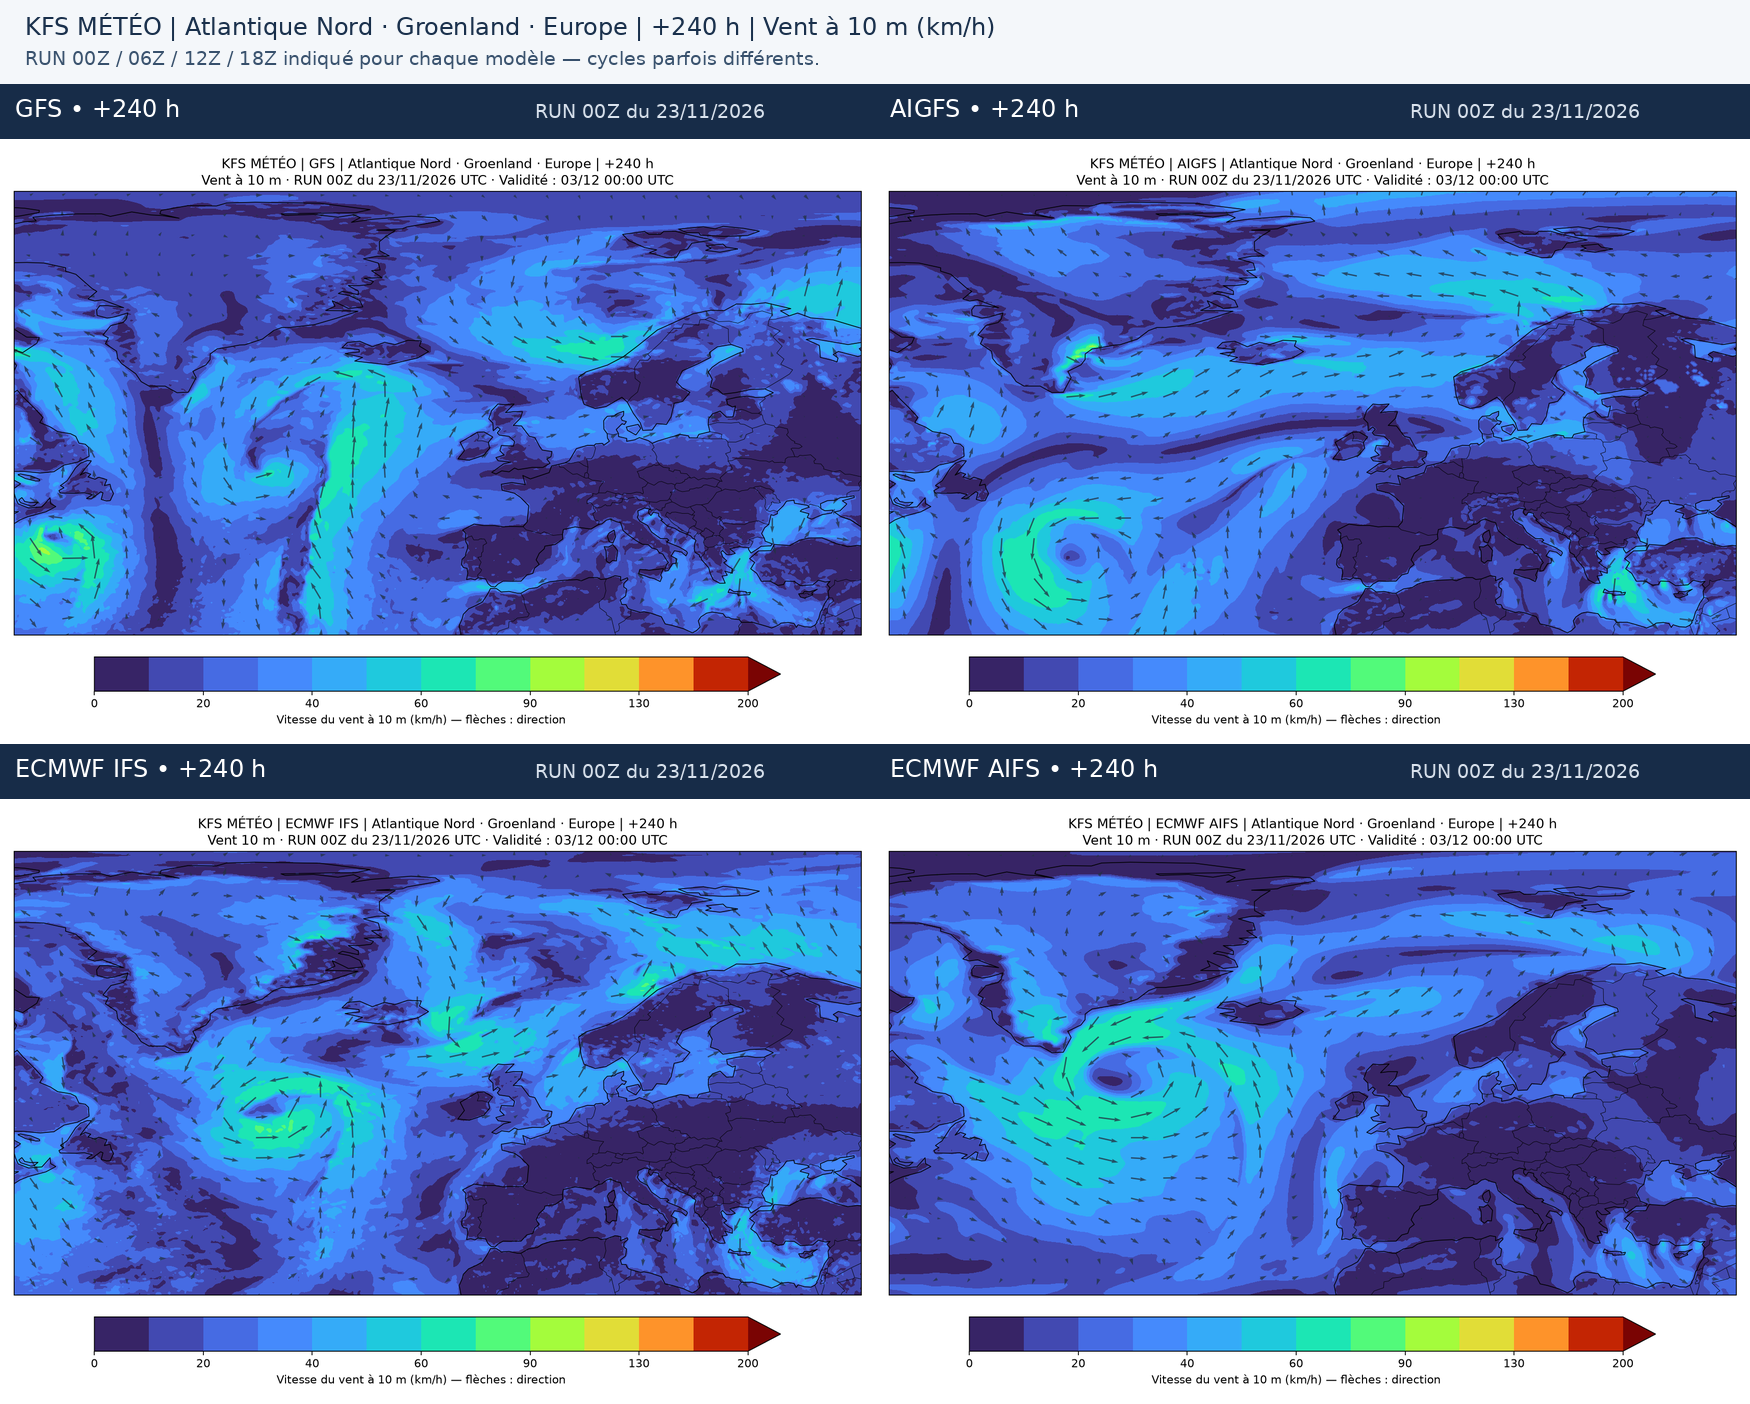 KFS MÉTÉO | Atlantique Nord · Groenland · Europe | +240 h | Vent à 10 m (km/h)
RUN 00Z / 06Z / 12Z / 18Z indiqué pour chaque modèle — cycles parfois différents.
GFS • +240 h
RUN 00Z du 23/11/2026
AIGFS • +240 h
RUN 00Z du 23/11/2026
KFS MÉTÉO | GFS | Atlantique Nord · Groenland · Europe | +240 h
Vent à 10 m · RUN 00Z du 23/11/2026 UTC · Validité : 03/12 00:00 UTC
KFS MÉTÉO | AIGFS | Atlantique Nord · Groenland · Europe | +240 h
Vent à 10 m · RUN 00Z du 23/11/2026 UTC · Validité : 03/12 00:00 UTC
0 20 40 60 90 130 200
Vitesse du vent à 10 m (km/h) — flèches : direction
0 20 40 60 90 130 200
Vitesse du vent à 10 m (km/h) — flèches : direction
ECMWF IFS • +240 h
RUN 00Z du 23/11/2026
ECMWF AIFS • +240 h
RUN 00Z du 23/11/2026
KFS MÉTÉO | ECMWF IFS | Atlantique Nord · Groenland · Europe | +240 h
Vent 10 m · RUN 00Z du 23/11/2026 UTC · Validité : 03/12 00:00 UTC
KFS MÉTÉO | ECMWF AIFS | Atlantique Nord · Groenland · Europe | +240 h
Vent 10 m · RUN 00Z du 23/11/2026 UTC · Validité : 03/12 00:00 UTC
0 20 40 60 90 130 200
Vitesse du vent à 10 m (km/h) — flèches : direction
0 20 40 60 90 130 200
Vitesse du vent à 10 m (km/h) — flèches : direction